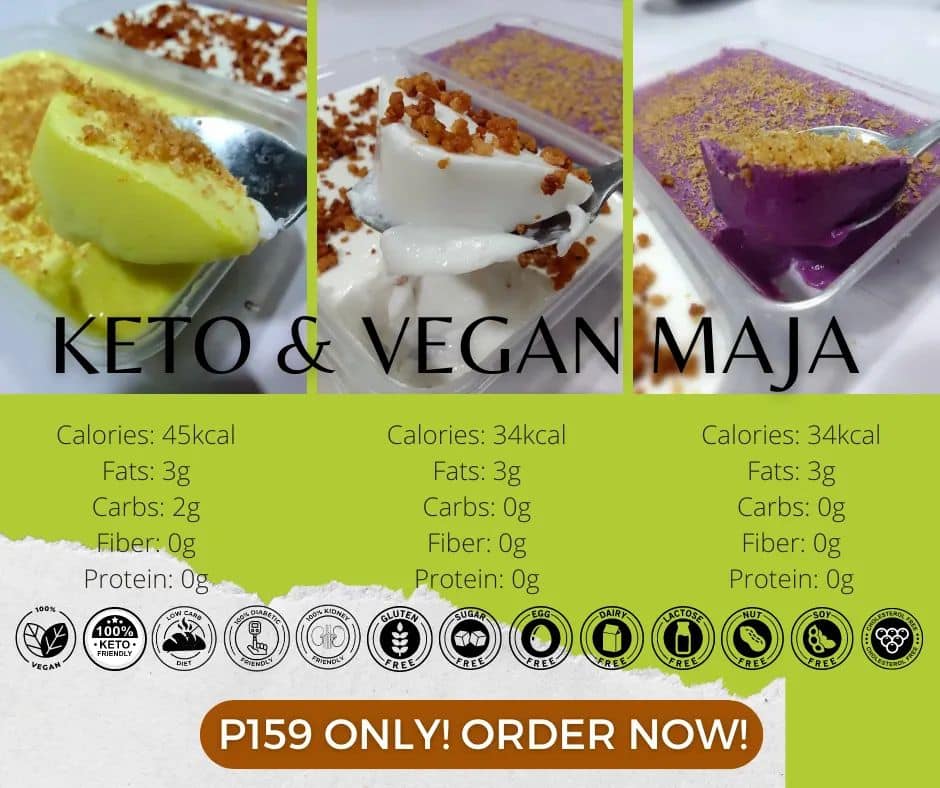 KETO & VEGAN MAJA
Calories: 45kcal
Fats: 3g
Carbs: 2g
Fiber: 0g
Protein: 0g
Calories: 34kcal
Fats: 3g
Carbs: 0g
Fiber: 0g
Protein: 0g
Calories: 34kcal
Fats: 3g
Carbs: 0g
Fiber: 0g
Protein: 0g
100%
VEGAN
100%
KETO
FRIENDLY
LOW CARB
DIET
100% DIABETIC
FRIENDLY
100% KIDNEY
FRIENDLY
GLUTEN
FREE
SUGAR
FREE
EGG
FREE
DAIRY
FREE
LACTOSE
FREE
NUT
FREE
SOY
FREE
CHOLESTEROL FREE
CHOLESTEROL FREE
P159 ONLY! ORDER NOW!